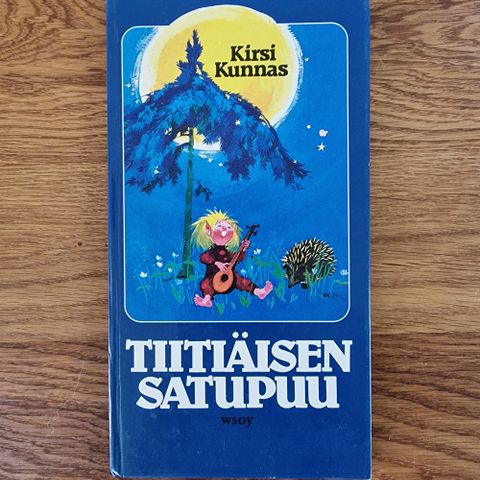 Kirsi
Kunnas
TIITIÄISEN
SATUPUU
wsoy